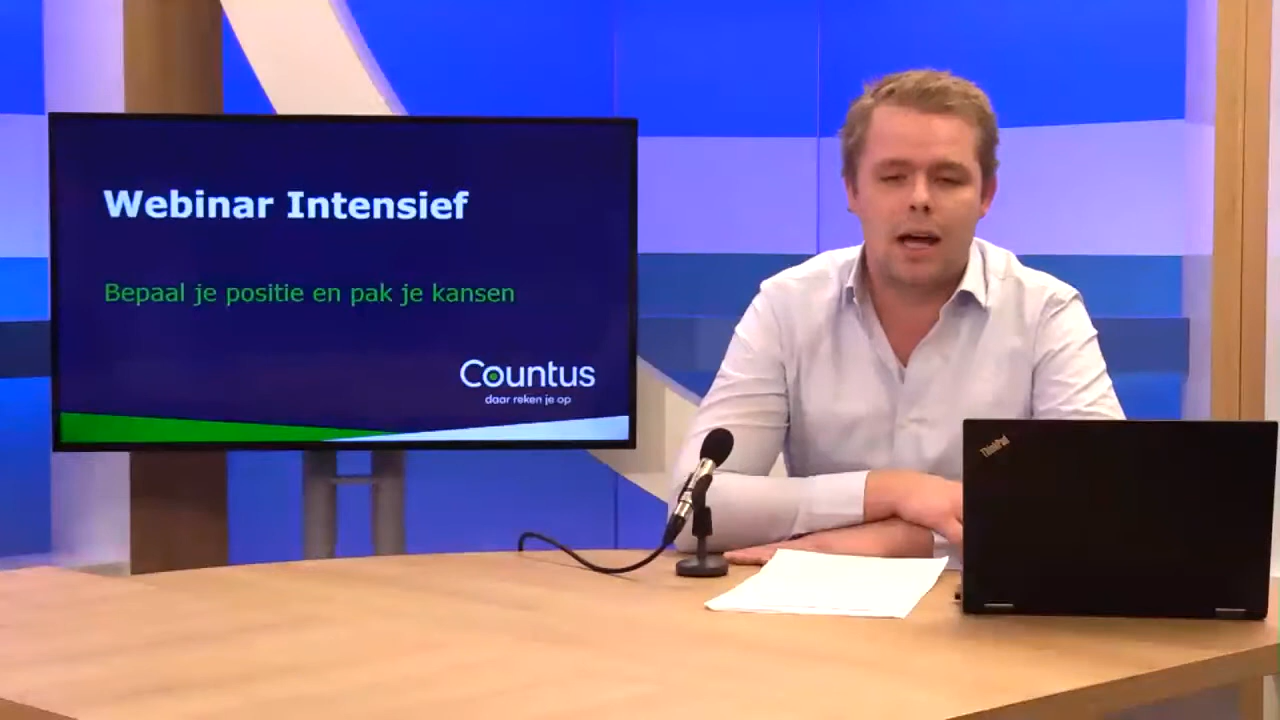 Webinar Intensief
Bepaal je positie en pak je kansen
Countus
daar reken je op
ThinkPad